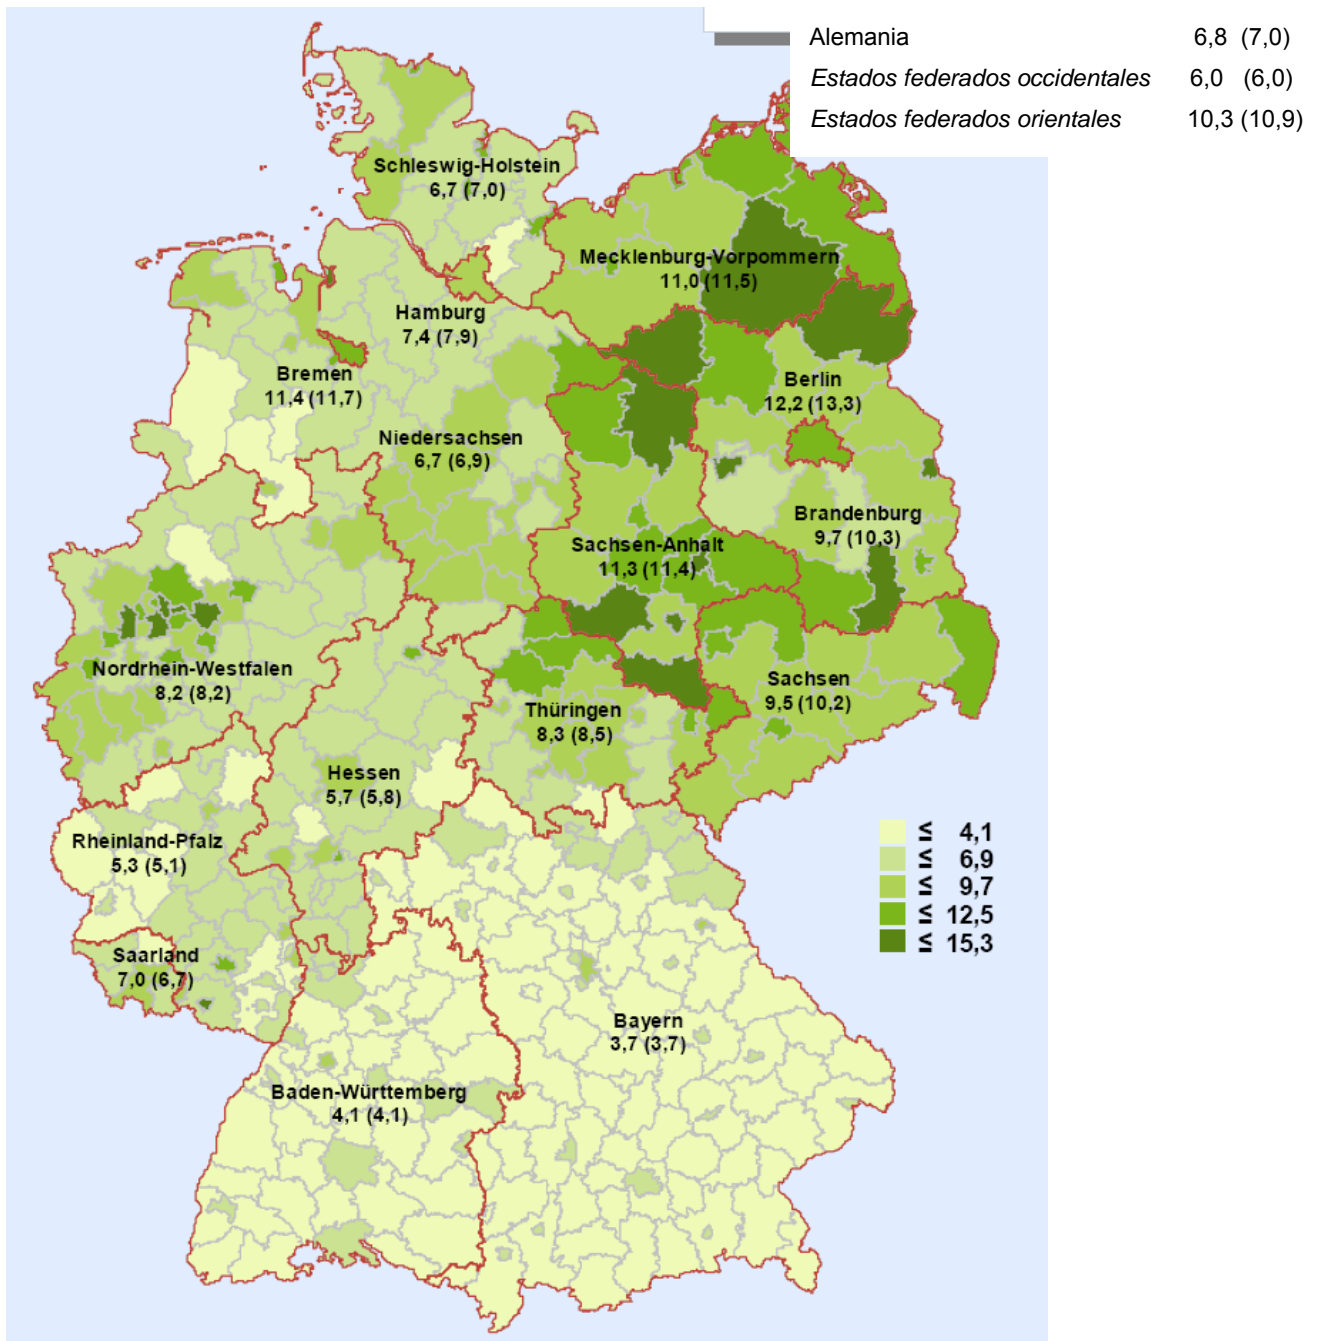 Alemania 6,8 (7,0)
Estados federados occidentales 6,0 (6,0)
Estados federados orientales 10,3 (10,9)
Schleswig-Holstein
6,7 (7,0)
Mecklenburg-Vorpommern
11,0 (11,5)
Hamburg
7,4 (7,9)
Bremen
11,4 (11,7)
Berlin
12,2 (13,3)
Niedersachsen
6,7 (6,9)
Brandenburg
9,7 (10,3)
Sachsen-Anhalt
11,3 (11,4)
Nordrhein-Westfalen
8,2 (8,2)
Sachsen
9,5 (10,2)
Thüringen
8,3 (8,5)
Hessen
5,7 (5,8)
Rheinland-Pfalz
5,3 (5,1)
≤ 4,1
≤ 6,9
≤ 9,7
≤ 12,5
≤ 15,3
Saarland
7,0 (6,7)
Bayern
3,7 (3,7)
Baden-Württemberg
4,1 (4,1)